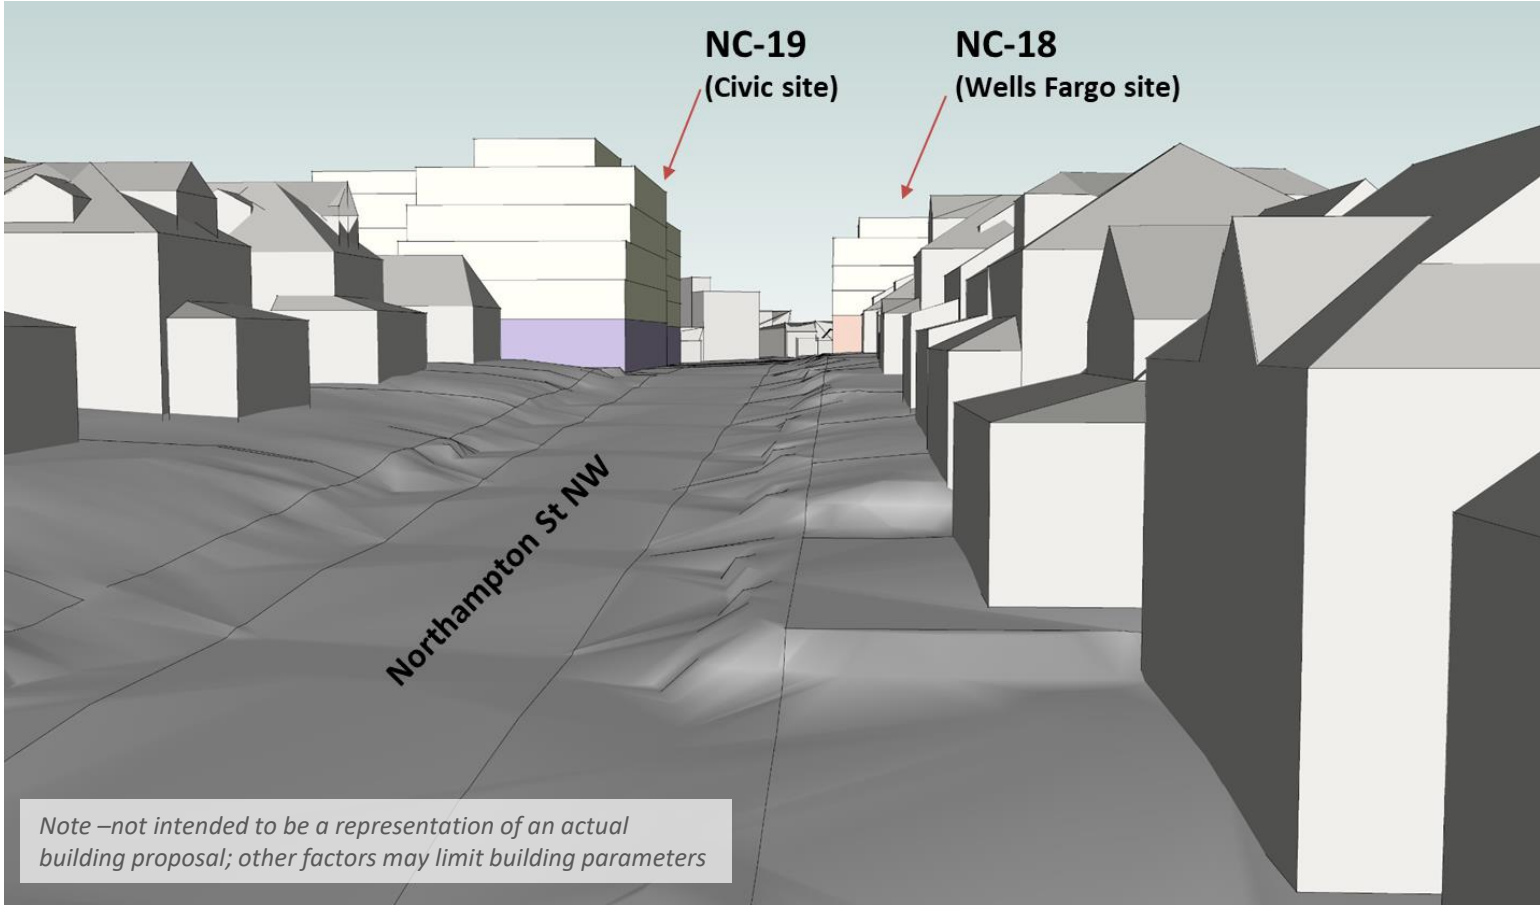 NC-19
(Civic site)
NC-18
(Wells Fargo site)
Northampton St NW
Note –not intended to be a representation of an actual
building proposal; other factors may limit building parameters